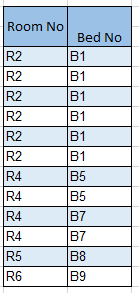 Room No Bed No
R2 B1
R2 B1
R2 B1
R2 B1
R2 B1
R2 B1
R4 B5
R4 B5
R4 B7
R4 B7
R5 B8
R6 B9